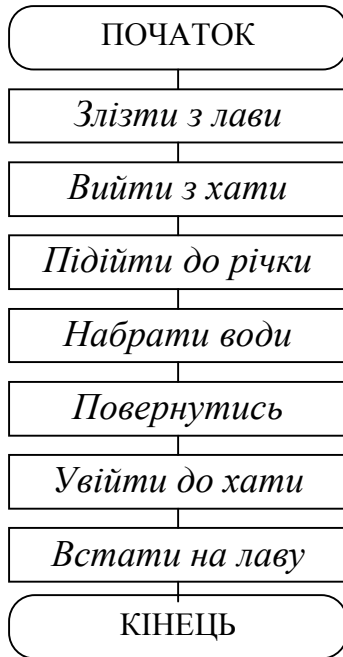 ПОЧАТОК
Злізти з лави
Вийти з хати
Підійти до річки
Набрати води
Повернутись
Увійти до хати
Встати на лаву
КІНЕЦЬ